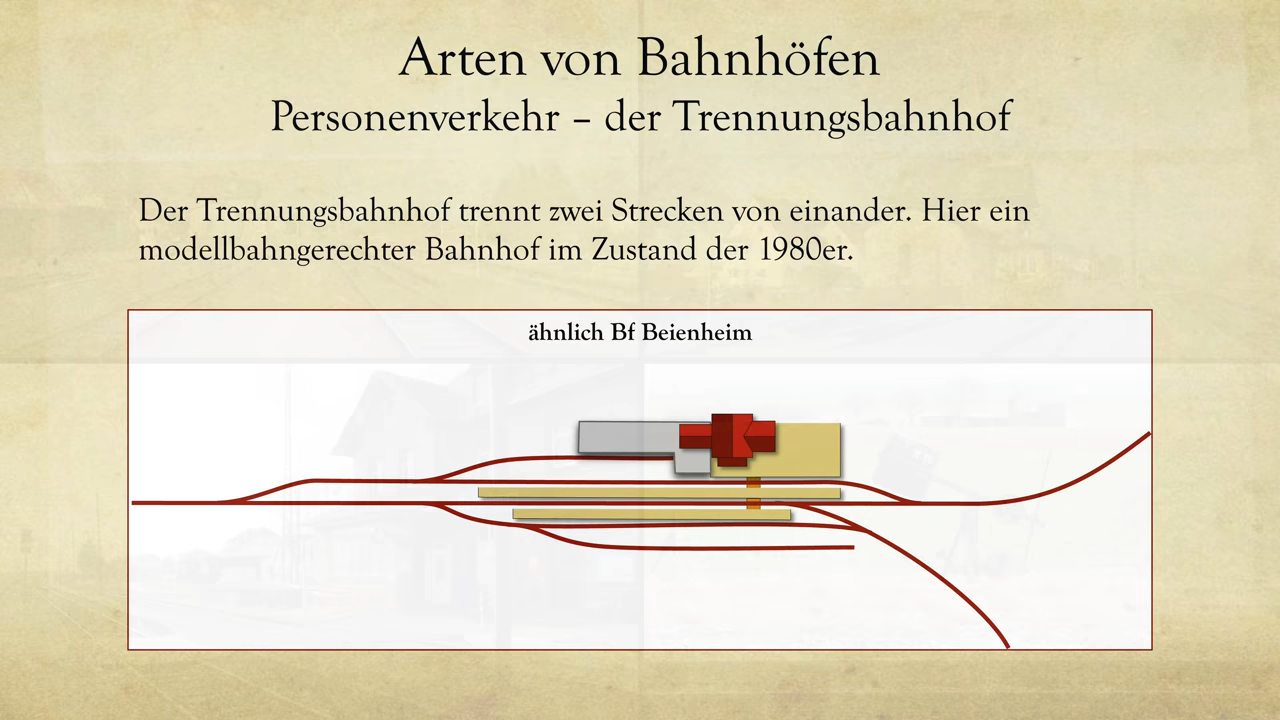 Arten von Bahnhöfen
Personenverkehr – der Trennungsbahnhof
Der Trennungsbahnhof trennt zwei Strecken von einander. Hier ein
modellbahngerechter Bahnhof im Zustand der 1980er.
ähnlich Bf Beienheim